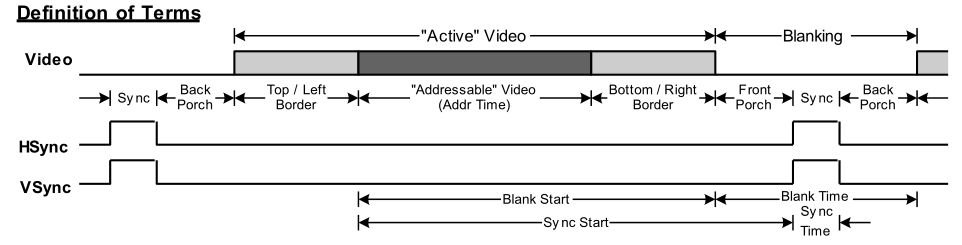 Definition of Terms
"Active" Video
Blanking
Video
Sync
Back Porch
Top / Left Border
"Addressable" Video (Addr Time)
Bottom / Right Border
Front Porch
Sync
Back Porch
HSync
VSync
Blank Start
Blank Time
Sync Start
Sync Time